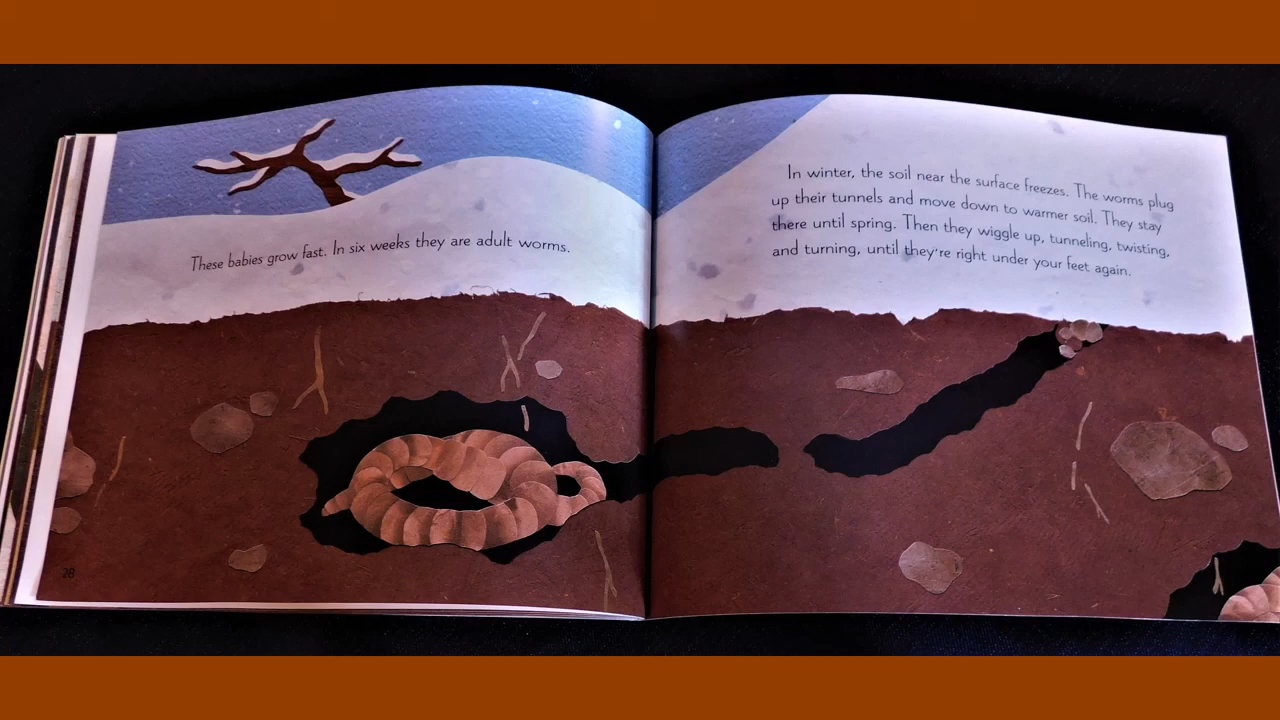 These babies grow fast. In six weeks they are adult worms.
28
In winter, the soil near the surface freezes. The worms plug
up their tunnels and move down to warmer soil. They stay
there until spring. Then they wiggle up, tunneling, twisting,
and turning, until they're right under your feet again.